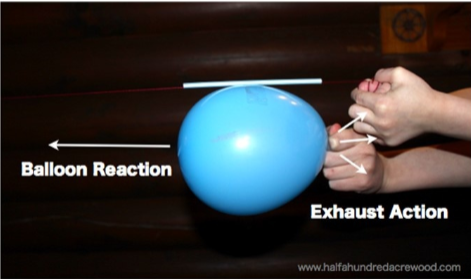 Balloon Reaction
Exhaust Action
www.halfahundredacrewood.com